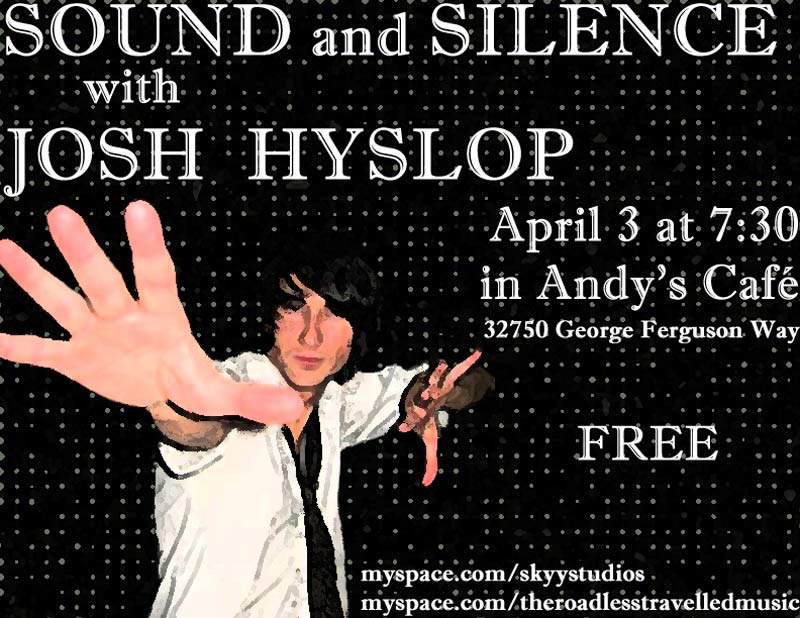 SOUND and SILENCE
with
JOSH HYSLOP
April 3 at 7:30
in Andy's Café
32750 George Ferguson Way
FREE
myspace.com/skyystudios
myspace.com/theroadlesstravelledmusic